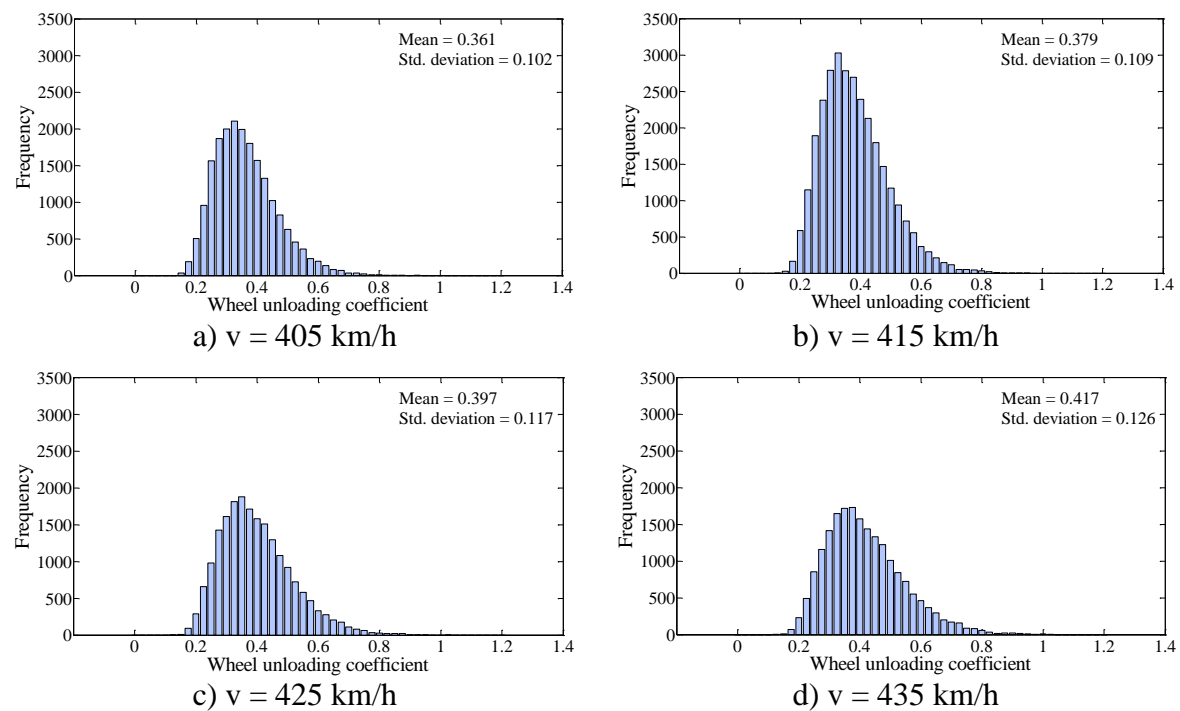 3500
3000
2500
2000
1500
1000
500
0
Frequency
Mean = 0.361
Std. deviation = 0.102
0 0.2 0.4 0.6 0.8 1 1.2 1.4
Wheel unloading coefficient
a) v = 405 km/h
3500
3000
2500
2000
1500
1000
500
0
Frequency
Mean = 0.379
Std. deviation = 0.109
0 0.2 0.4 0.6 0.8 1 1.2 1.4
Wheel unloading coefficient
b) v = 415 km/h
3500
3000
2500
2000
1500
1000
500
0
Frequency
Mean = 0.397
Std. deviation = 0.117
0 0.2 0.4 0.6 0.8 1 1.2 1.4
Wheel unloading coefficient
c) v = 425 km/h
3500
3000
2500
2000
1500
1000
500
0
Frequency
Mean = 0.417
Std. deviation = 0.126
0 0.2 0.4 0.6 0.8 1 1.2 1.4
Wheel unloading coefficient
d) v = 435 km/h